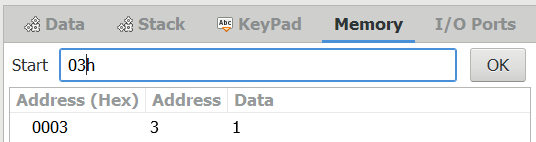 Data Stack Abc KeyPad Memory I/O Ports
Start 03h OK
Address (Hex) Address Data
0003 3 1